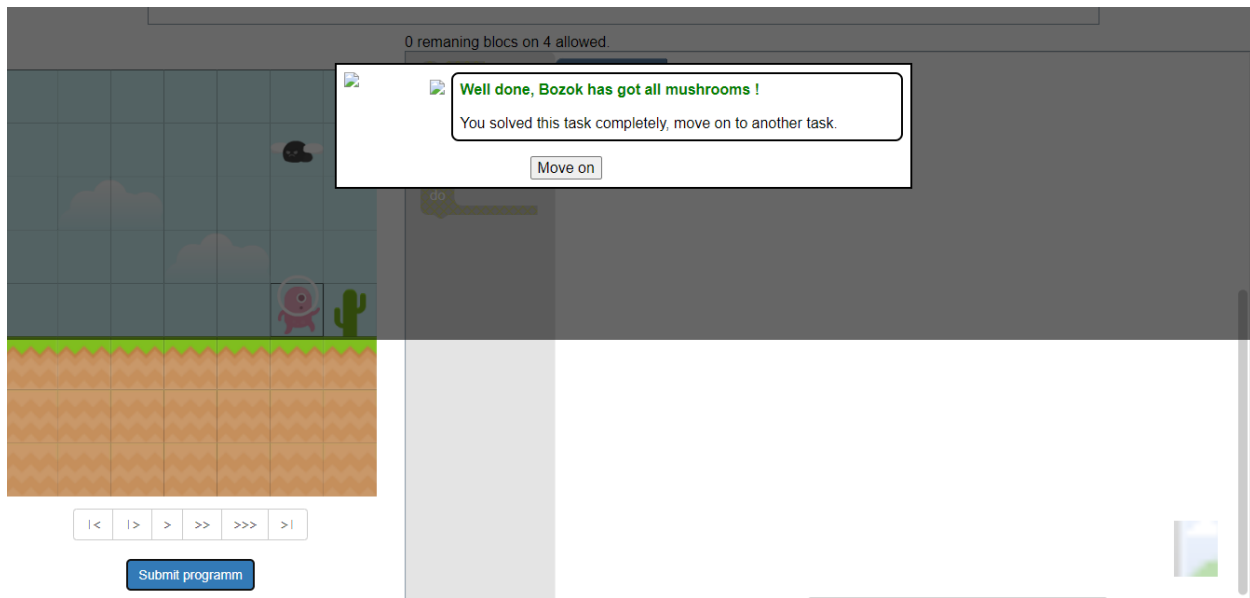 0 remaning blocs on 4 allowed.
Well done, Bozok has got all mushrooms !
You solved this task completely, move on to another task.
Move on
do
|<
|>
>
>>
>>>
>|
Submit programm